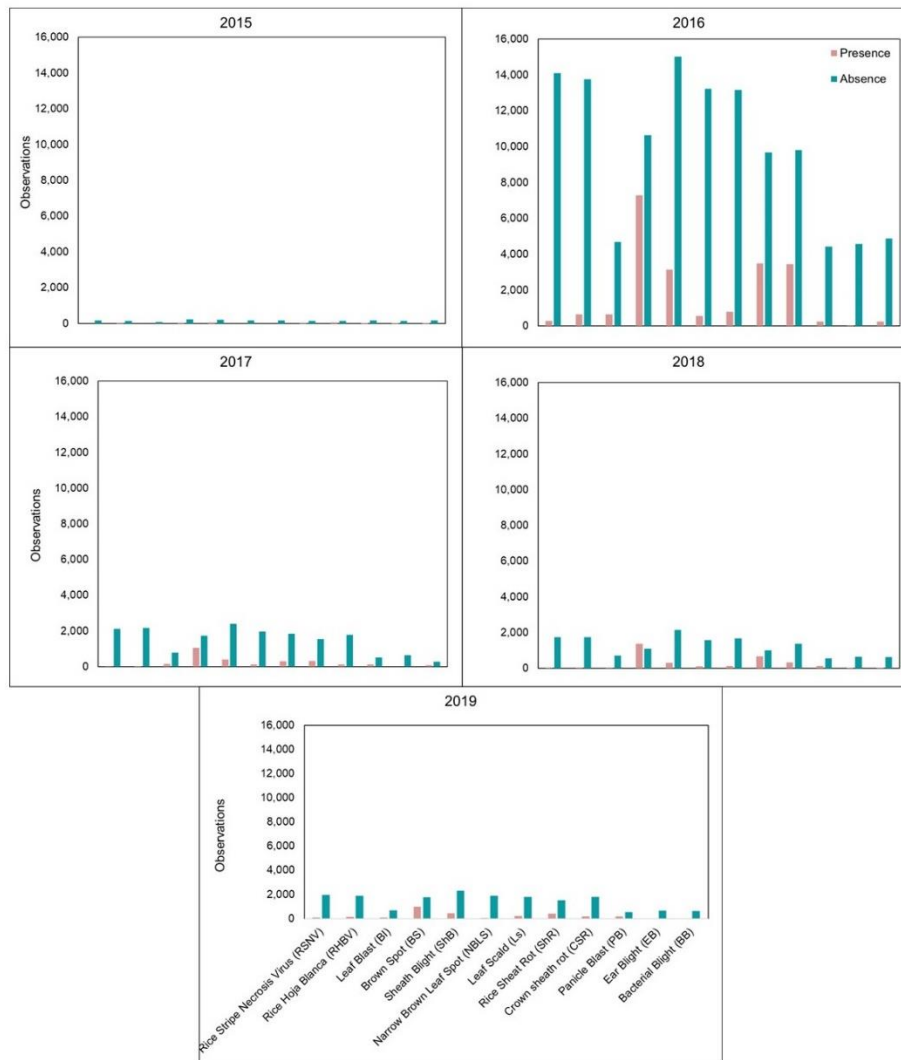 2015
16,000
14,000
12,000
10,000
8,000
6,000
4,000
2,000
0
Observations
2016
16,000
14,000
12,000
10,000
8,000
6,000
4,000
2,000
0
Presence
Absence
2017
16,000
14,000
12,000
10,000
8,000
6,000
4,000
2,000
0
Observations
2018
16,000
14,000
12,000
10,000
8,000
6,000
4,000
2,000
0
2019
16,000
14,000
12,000
10,000
8,000
6,000
4,000
2,000
0
Observations
Rice Stripe Necrosis Virus (RSNV)
Rice Hoja Blanca (RHBV)
Leaf Blast (Bl)
Brown Spot (BS)
Sheath Blight (ShB)
Narrow Brown Leaf Spot (NBLS)
Leaf Scald (Ls)
Rice Sheat Rot (ShR)
Crown sheath rot (CSR)
Panicle Blast (PB)
Ear Blight (EB)
Bacterial Blight (BB)